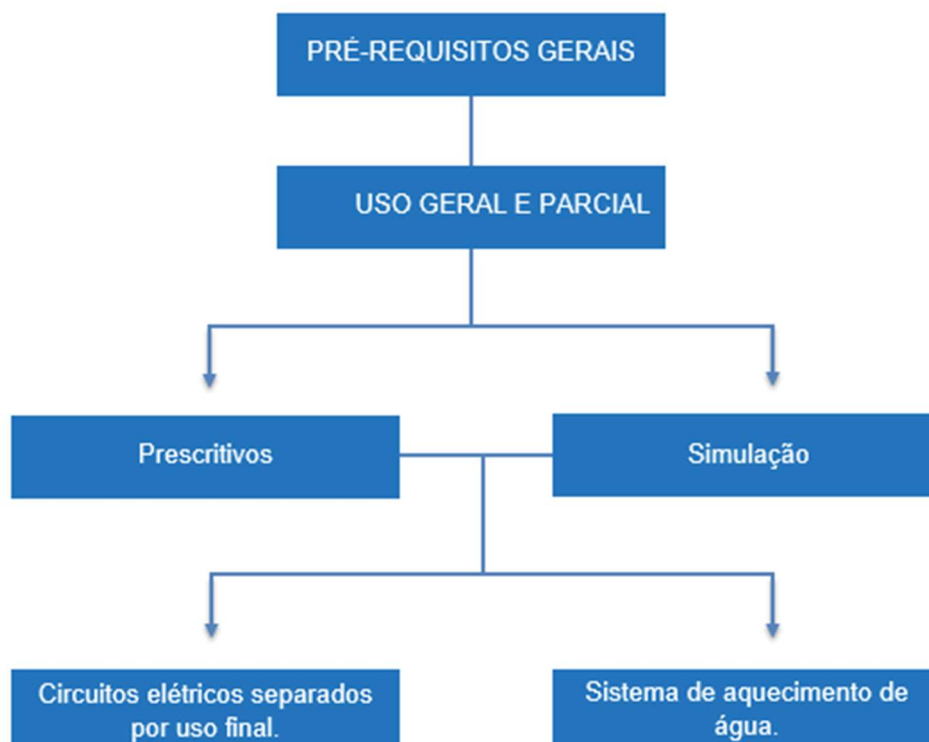 PRÉ-REQUISITOS GERAIS
USO GERAL E PARCIAL
Prescritivos
Simulação
Circuitos elétricos separados
por uso final.
Sistema de aquecimento de
água.